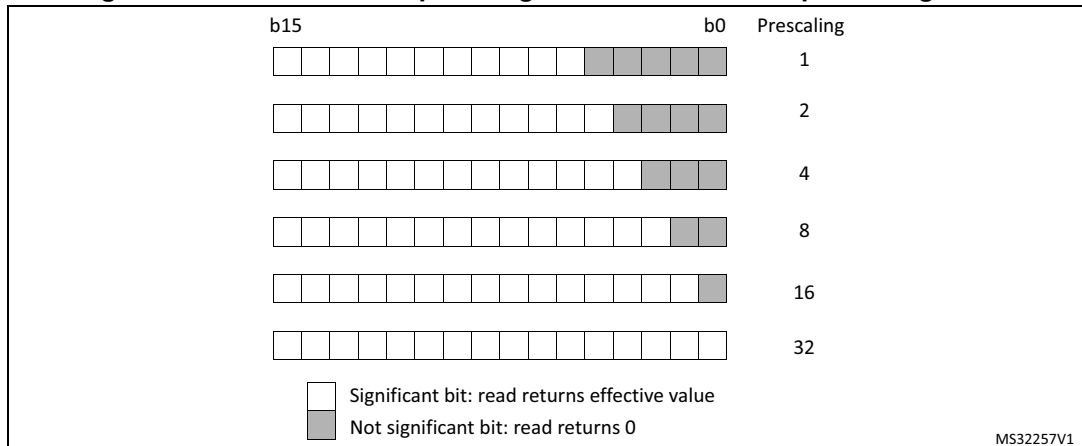 b15 b0 Prescaling
1
2
4
8
16
32
Significant bit: read returns effective value
Not significant bit: read returns 0
MS32257V1